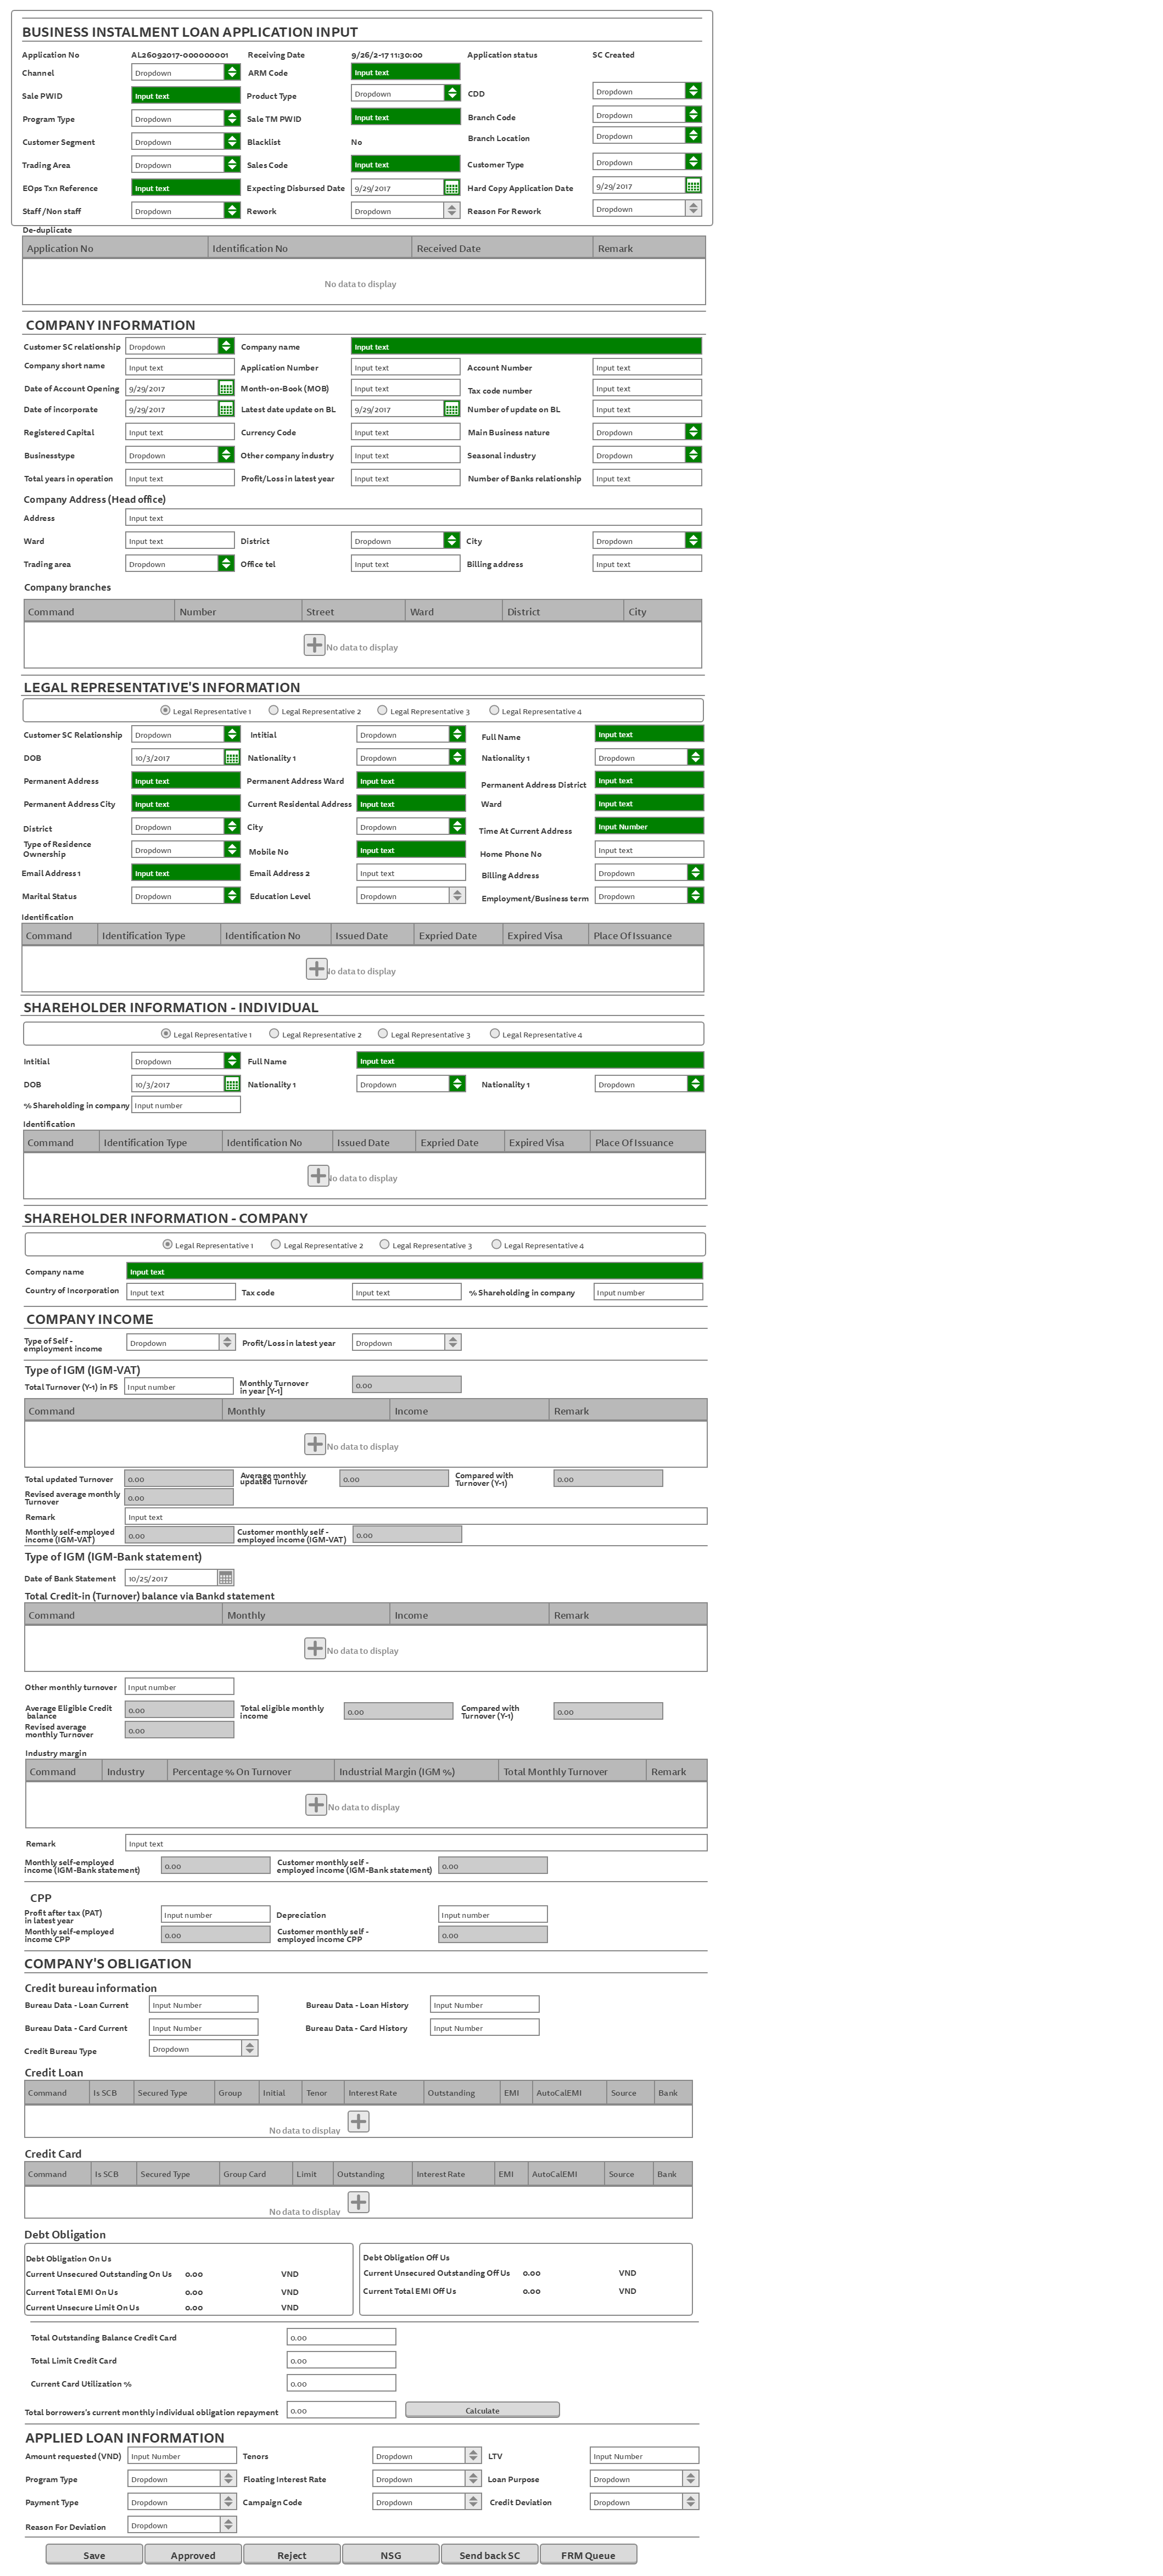 BUSINESS INSTALMENT LOAN APPLICATION INPUT
Application No AL26092017-000000001 Receiving Date 9/26/2-17 11:30:00 Application status SC Created
Channel Dropdown ARM Code Input text
Sale PWID Input text Product Type Dropdown CDD Dropdown
Program Type Dropdown Sale TM PWID Input text Branch Code Dropdown
Customer Segment Dropdown Blacklist No Branch Location Dropdown
Trading Area Dropdown Sales Code Input text Customer Type Dropdown
EOps Txn Reference Input text Expecting Disbursed Date 9/29/2017 Hard Copy Application Date 9/29/2017
Staff /Non staff Dropdown Rework Dropdown Reason For Rework Dropdown
De-duplicate
Application No Identification No Received Date Remark
No data to display
COMPANY INFORMATION
Customer SC relationship Dropdown Company name Input text
Company short name Input text Application Number Input text Account Number Input text
Date of Account Opening 9/29/2017 Month-on-Book (MOB) Input text Tax code number Input text
Date of incorporate 9/29/2017 Latest date update on BL 9/29/2017 Number of update on BL Input text
Registered Capital Input text Currency Code Input text Main Business nature Dropdown
Businesstype Dropdown Other company industry Input text Seasonal industry Dropdown
Total years in operation Input text Profit/Loss in latest year Input text Number of Banks relationship Input text
Company Address (Head office)
Address Input text
Ward Input text District Dropdown City Dropdown
Trading area Dropdown Office tel Input text Billing address Input text
Company branches
Command Number Street Ward District City
No data to display
LEGAL REPRESENTATIVE'S INFORMATION
Legal Representative 1 Legal Representative 2 Legal Representative 3 Legal Representative 4
Customer SC Relationship Dropdown Intitial Dropdown Full Name Input text
DOB 10/3/2017 Nationality 1 Dropdown Nationality 1 Dropdown
Permanent Address Input text Permanent Address Ward Input text Permanent Address District Input text
Permanent Address City Input text Current Residental Address Input text Ward Input text
District Dropdown City Dropdown Time At Current Address Input Number
Type of Residence
Ownership Dropdown Mobile No Input text Home Phone No Input text
Email Address 1 Input text Email Address 2 Input text Billing Address Dropdown
Marital Status Dropdown Education Level Dropdown Employment/Business term Dropdown
Identification
Command Identification Type Identification No Issued Date Expried Date Expired Visa Place Of Issuance
No data to display
SHAREHOLDER INFORMATION - INDIVIDUAL
Legal Representative 1 Legal Representative 2 Legal Representative 3 Legal Representative 4
Intitial Dropdown Full Name Input text
DOB 10/3/2017 Nationality 1 Dropdown Nationality 1 Dropdown
% Shareholding in company Input number
Identification
Command Identification Type Identification No Issued Date Expried Date Expired Visa Place Of Issuance
No data to display
SHAREHOLDER INFORMATION - COMPANY
Legal Representative 1 Legal Representative 2 Legal Representative 3 Legal Representative 4
Company name Input text
Country of Incorporation Input text Tax code Input text % Shareholding in company Input number
COMPANY INCOME
Type of Self -
employment income Dropdown Profit/Loss in latest year Dropdown
Type of IGM (IGM-VAT)
Total Turnover (Y-1) in FS Input number Monthly Turnover
in year [Y-1] 0.00
Command Monthly Income Remark
No data to display
Total updated Turnover 0.00 Average monthly
updated Turnover 0.00 Compared with
Turnover (Y-1) 0.00
Revised average monthly
Turnover 0.00
Remark Input text
Monthly self-employed
income (IGM-VAT) 0.00 Customer monthly self -
employed income (IGM-VAT) 0.00
Type of IGM (IGM-Bank statement)
Date of Bank Statement 10/25/2017
Total Credit-in (Turnover) balance via Bankd statement
Command Monthly Income Remark
No data to display
Other monthly turnover Input number
Average Eligible Credit
balance 0.00 Total eligible monthly
income 0.00 Compared with
Turnover (Y-1) 0.00
Revised average
monthly Turnover 0.00
Industry margin
Command Industry Percentage % On Turnover Industrial Margin (IGM %) Total Monthly Turnover Remark
No data to display
Remark Input text
Monthly self-employed
income (IGM-Bank statement) 0.00 Customer monthly self -
employed income (IGM-Bank statement) 0.00
CPP
Profit after tax (PAT)
in latest year Input number Depreciation Input number
Monthly self-employed
income CPP 0.00 Customer monthly self -
employed income CPP 0.00
COMPANY'S OBLIGATION
Credit bureau information
Bureau Data - Loan Current Input Number Bureau Data - Loan History Input Number
Bureau Data - Card Current Input Number Bureau Data - Card History Input Number
Credit Bureau Type Dropdown
Credit Loan
Command Is SCB Secured Type Group Initial Tenor Interest Rate Outstanding EMI AutoCalEMI Source Bank
No data to display
Credit Card
Command Is SCB Secured Type Group Card Limit Outstanding Interest Rate EMI AutoCalEMI Source Bank
No data to display
Debt Obligation
Debt Obligation On Us Debt Obligation Off Us
Current Unsecured Outstanding On Us 0.00 VND Current Unsecured Outstanding Off Us 0.00 VND
Current Total EMI On Us 0.00 VND Current Total EMI Off Us 0.00 VND
Current Unsecure Limit On Us 0.00 VND
Total Outstanding Balance Credit Card 0.00
Total Limit Credit Card 0.00
Current Card Utilization % 0.00
Total borrowers's current monthly individual obligation repayment 0.00 Calculate
APPLIED LOAN INFORMATION
Amount requested (VND) Input Number Tenors Dropdown LTV Input Number
Program Type Dropdown Floating Interest Rate Dropdown Loan Purpose Dropdown
Payment Type Dropdown Campaign Code Dropdown Credit Deviation Dropdown
Reason For Deviation Dropdown
Save Approved Reject NSG Send back SC FRM Queue